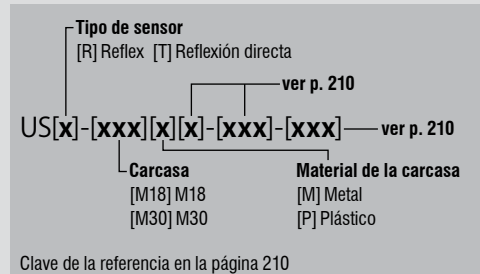 Tipo de sensor
[R] Reflex [T] Reflexión directa
ver p. 210
US[x]-[xxx][x][x]-[xxx]-[xxx] ver p. 210
Carcasa
[M18] M18
[M30] M30
Material de la carcasa
[M] Metal
[P] Plástico
Clave de la referencia en la página 210